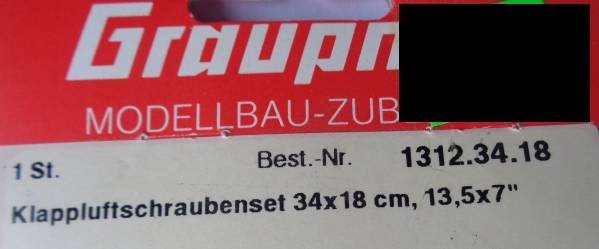 Graupn
MODELLBAU-ZUB
1 St. Best.-Nr. 1312.34.18
Klappluftschraubenset 34x18 cm, 13,5x7"